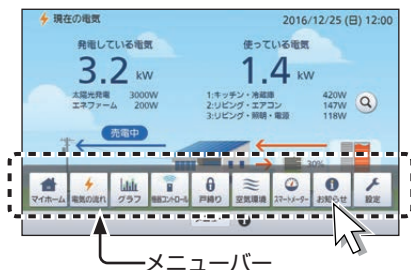 現在の電気 2016/12/25 (日) 12:00
発電している電気 使っている電気
3.2 kW 1.4 kW
太陽光発電 3000W 1:キッチン・冷蔵庫 420W
エネファーム 200W 2:リビング・エアコン 147W
3:リビング・照明・電源 118W
売電中
30%
マイホーム 電気の流れ グラフ 機器コントロール 戸締り 空気環境 スマートメーター お知らせ 設定
メニューバー